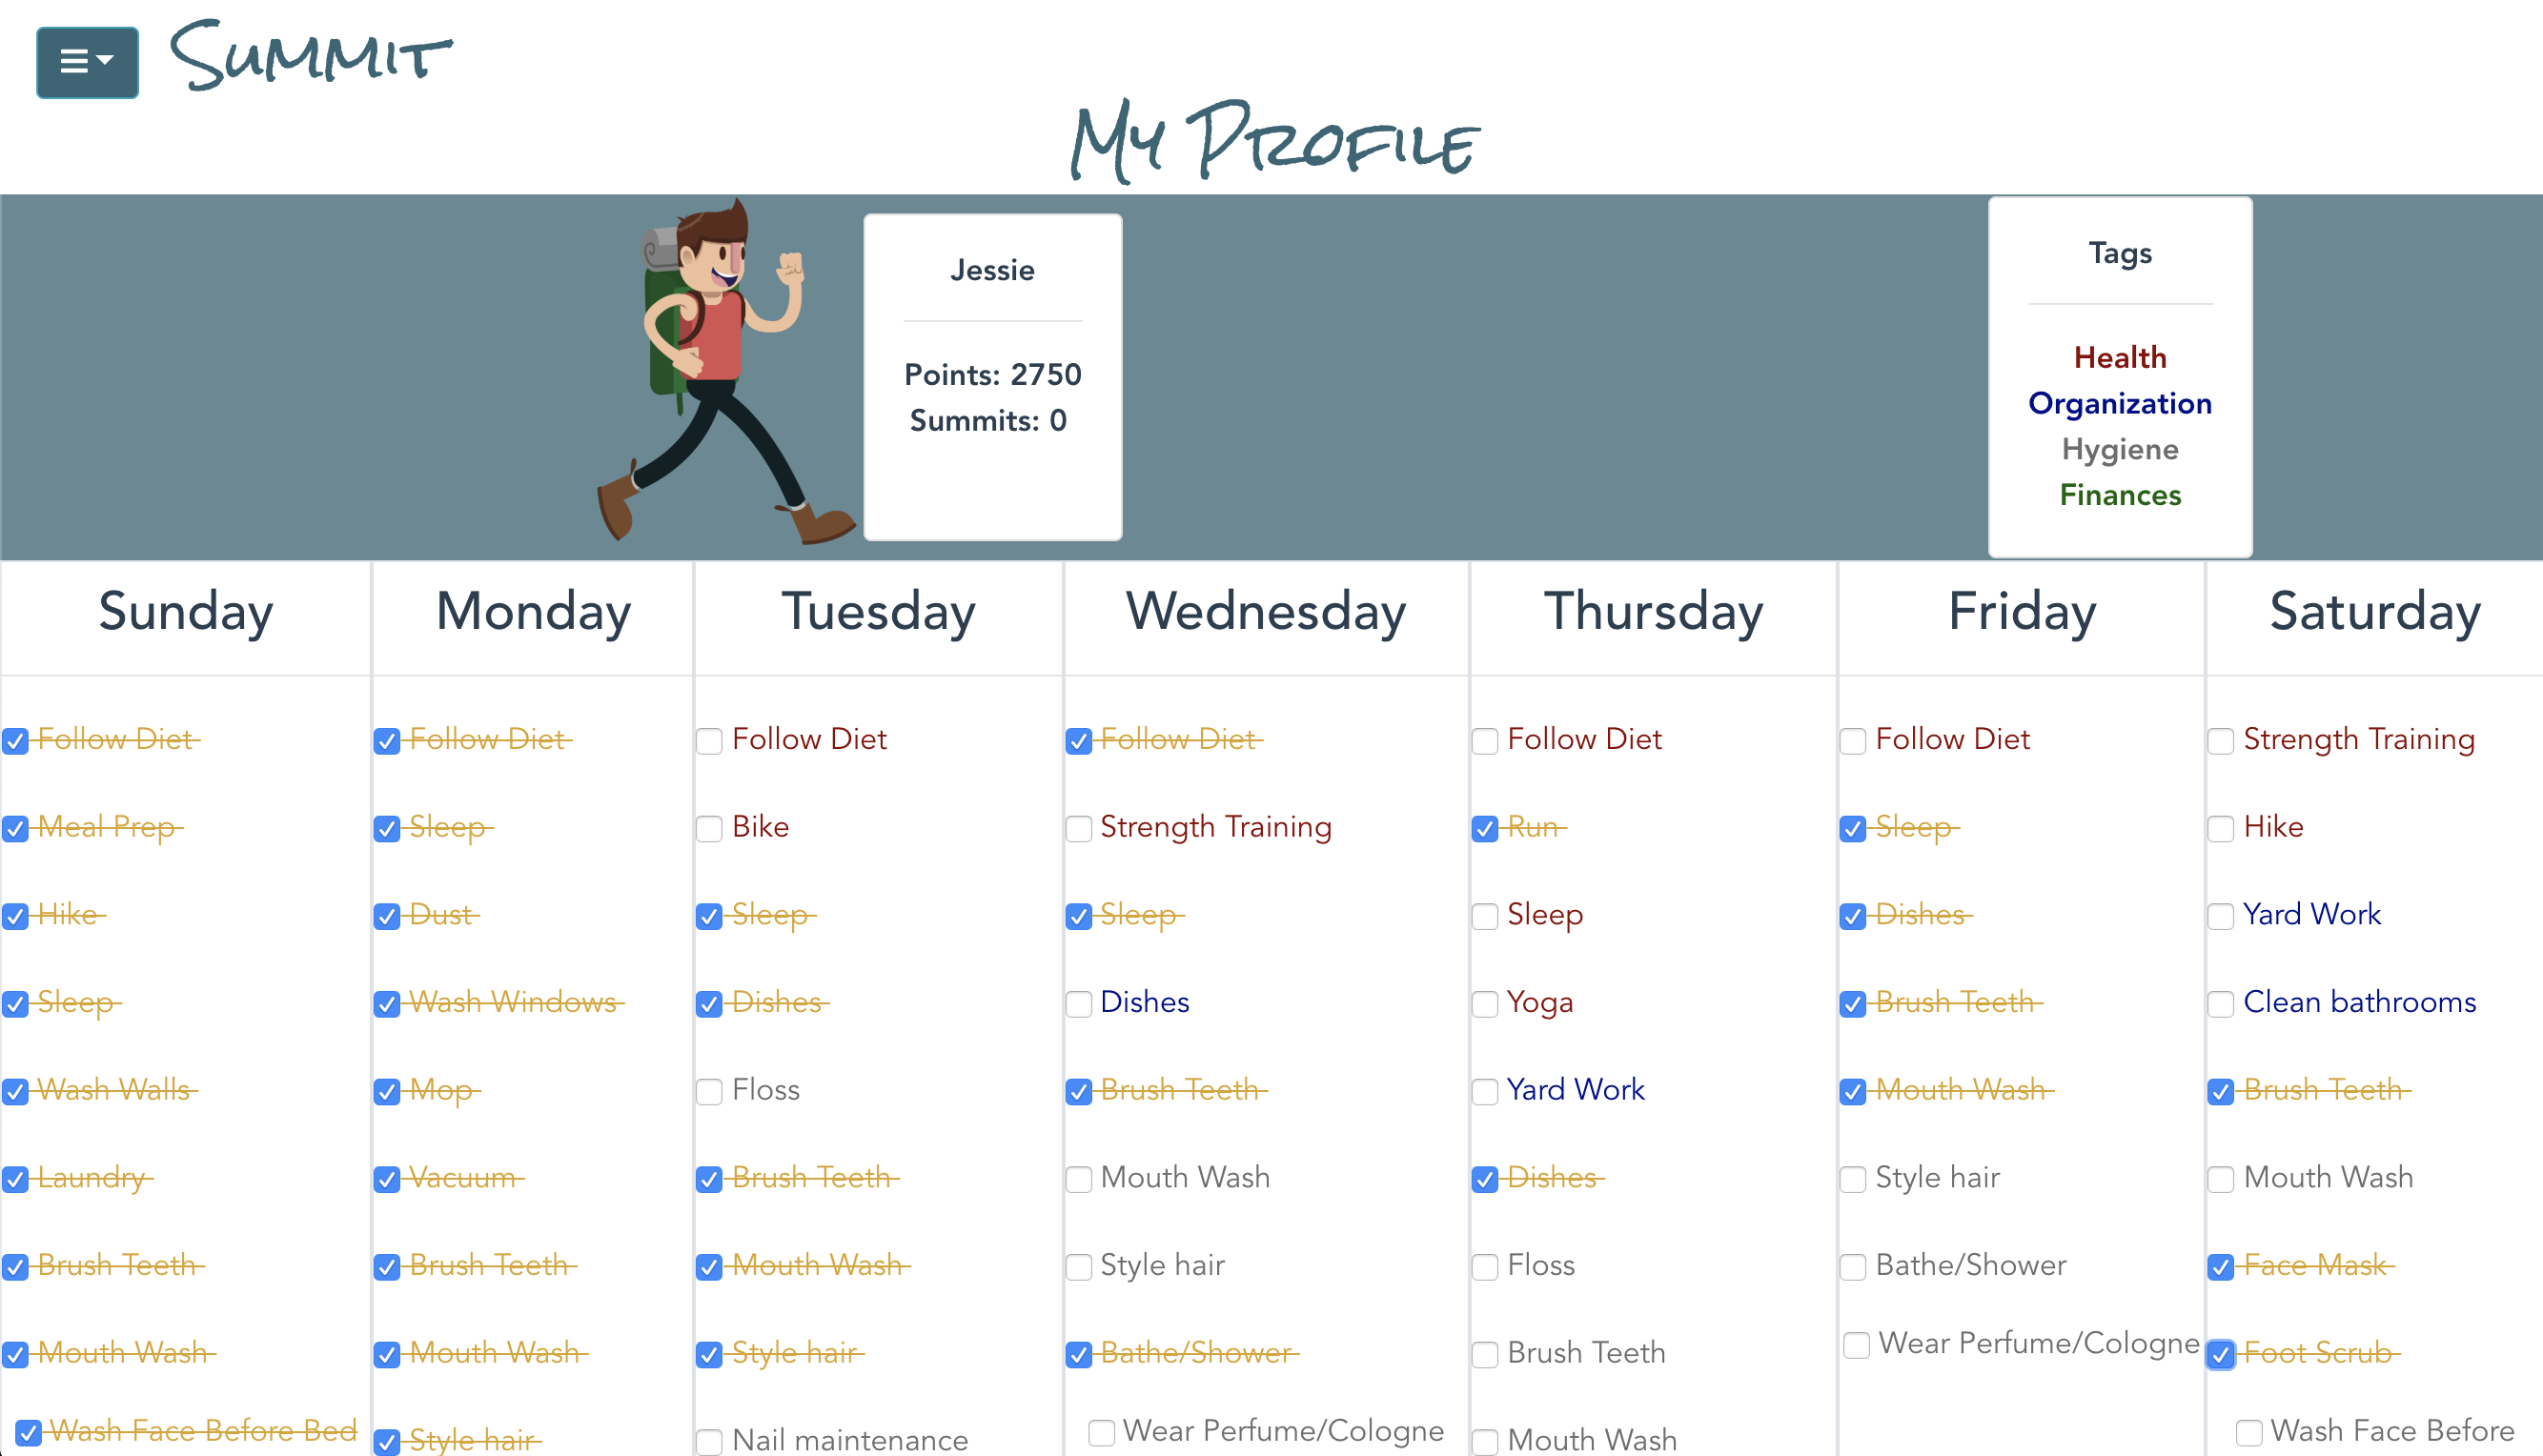 Summit
My Profile
Jessie
Points: 2750
Summits: 0
Tags
Health
Organization
Hygiene
Finances
Sunday
Follow Diet
Meal Prep
Hike
Sleep
Wash Walls
Laundry
Brush Teeth
Mouth Wash
Wash Face Before Bed
Monday
Follow Diet
Sleep
Dust
Wash Windows
Mop
Vacuum
Brush Teeth
Mouth Wash
Style hair
Tuesday
Follow Diet
Bike
Sleep
Dishes
Floss
Brush Teeth
Mouth Wash
Style hair
Nail maintenance
Wednesday
Follow Diet
Strength Training
Sleep
Dishes
Brush Teeth
Mouth Wash
Style hair
Bathe/Shower
Wear Perfume/Cologne
Thursday
Follow Diet
Run
Sleep
Yoga
Yard Work
Dishes
Floss
Brush Teeth
Mouth Wash
Friday
Follow Diet
Sleep
Dishes
Brush Teeth
Mouth Wash
Style hair
Bathe/Shower
Wear Perfume/Cologne
Saturday
Strength Training
Hike
Yard Work
Clean bathrooms
Brush Teeth
Mouth Wash
Face Mask
Foot Scrub
Wash Face Before